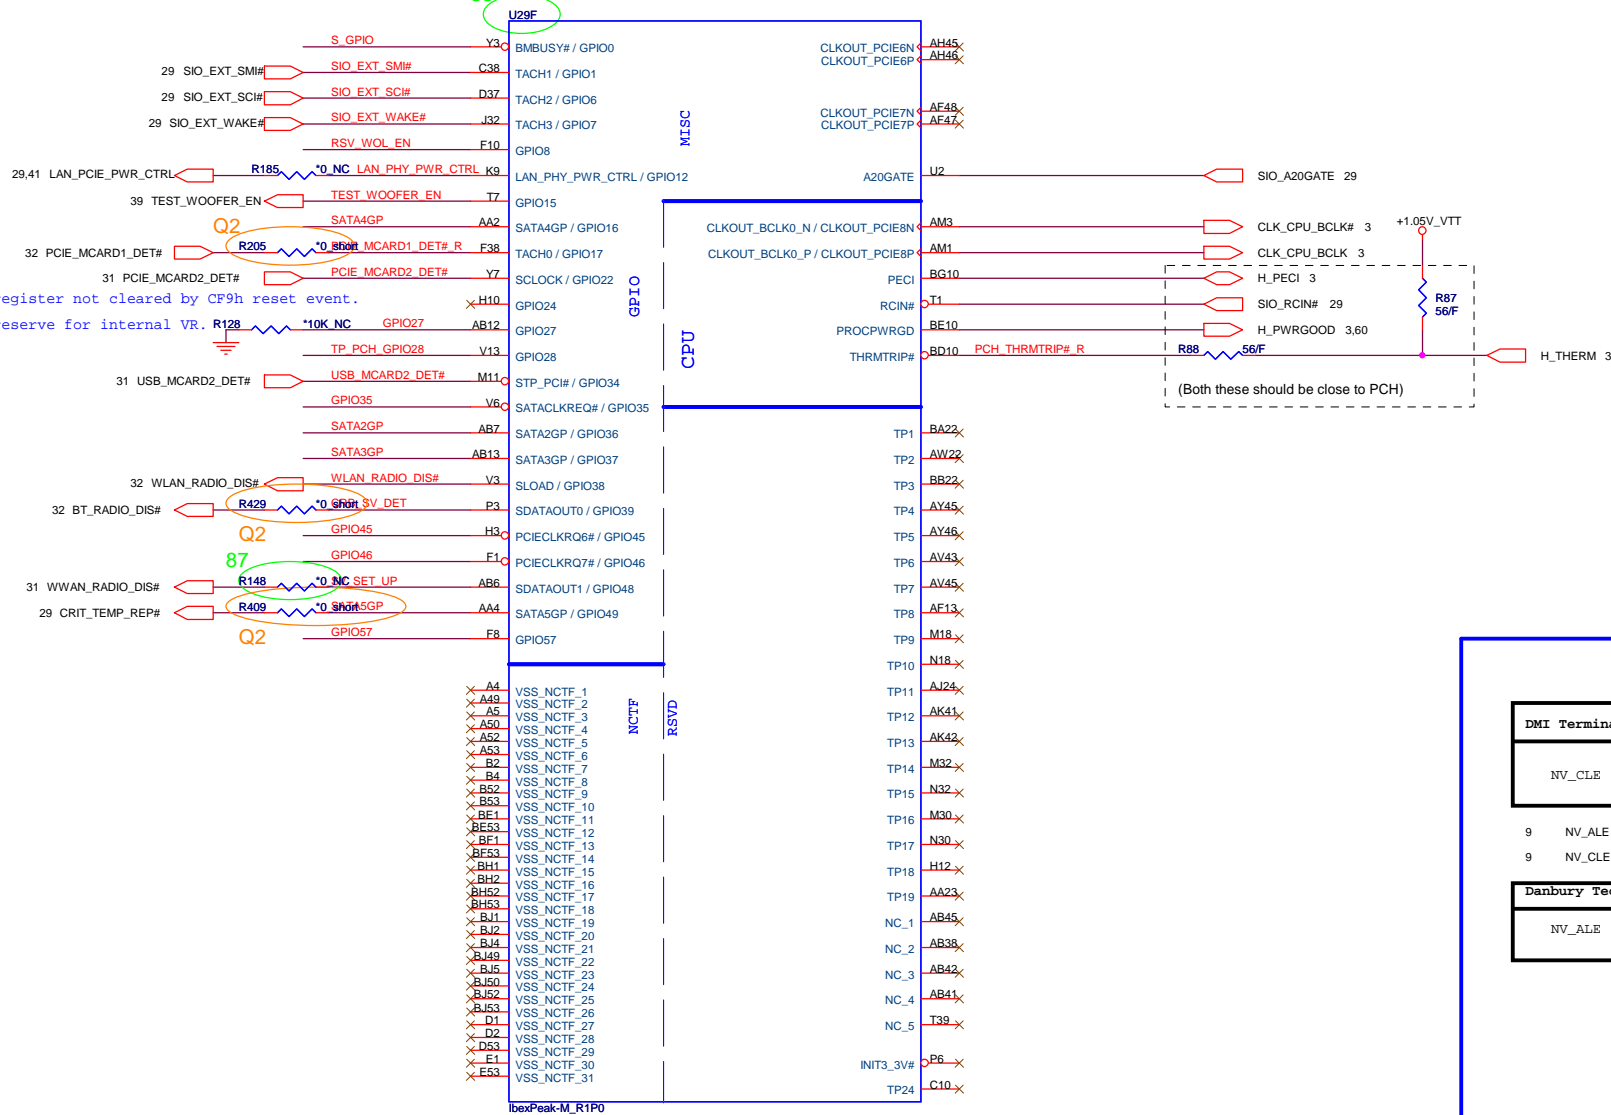 U29F
S_GPIO Y3 BMBUSY# / GPIO0
29 SIO_EXT_SMI# SIO_EXT_SMI# C38 TACH1 / GPIO1
29 SIO_EXT_SCI# SIO_EXT_SCI# D37 TACH2 / GPIO6
29 SIO_EXT_WAKE# SIO_EXT_WAKE# J32 TACH3 / GPIO7
RSV_WOL_EN F10 GPIO8
29,41 LAN_PCIE_PWR_CTRL R185 *0_NC LAN_PHY_PWR_CTRL K9 LAN_PHY_PWR_CTRL / GPIO12
39 TEST_WOOFER_EN TEST_WOOFER_EN T7 GPIO15
Q2 SATA4GP AA2 SATA4GP / GPIO16
32 PCIE_MCARD1_DET# R205 *0_short MCARD1_DET#_R F38 TACH0 / GPIO17
31 PCIE_MCARD2_DET# PCIE_MCARD2_DET# Y7 SCLOCK / GPIO22
register not cleared by CF9h reset event.
H10 GPIO24
reserve for internal VR. R128 *10K_NC GPIO27 AB12 GPIO27
TP_PCH_GPIO28 V13 GPIO28
31 USB_MCARD2_DET# USB_MCARD2_DET# M11 STP_PCI# / GPIO34
GPIO35 V6 SATACLKREQ# / GPIO35
SATA2GP AB7 SATA2GP / GPIO36
SATA3GP AB13 SATA3GP / GPIO37
32 WLAN_RADIO_DIS# WLAN_RADIO_DIS# V3 SLOAD / GPIO38
32 BT_RADIO_DIS# R429 *0_short SV_DET P3 SDATAOUT0 / GPIO39
Q2 GPIO45 H3 PCIECLKRQ6# / GPIO45
87 GPIO46 F1 PCIECLKRQ7# / GPIO46
31 WWAN_RADIO_DIS# R148 *0_NC SET_UP AB6 SDATAOUT1 / GPIO48
29 CRIT_TEMP_REP# R409 *0_short SATA5GP AA4 SATA5GP / GPIO49
Q2 GPIO57 F8 GPIO57
MISC
GPIO
CPU
NCTF
RSVD
A4 VSS_NCTF_1
A49 VSS_NCTF_2
A5 VSS_NCTF_3
A50 VSS_NCTF_4
A52 VSS_NCTF_5
A53 VSS_NCTF_6
B2 VSS_NCTF_7
B4 VSS_NCTF_8
B52 VSS_NCTF_9
B53 VSS_NCTF_10
BE1 VSS_NCTF_11
BE53 VSS_NCTF_12
BF1 VSS_NCTF_13
BF53 VSS_NCTF_14
BH1 VSS_NCTF_15
BH2 VSS_NCTF_16
BH52 VSS_NCTF_17
BH53 VSS_NCTF_18
BJ1 VSS_NCTF_19
BJ2 VSS_NCTF_20
BJ4 VSS_NCTF_21
BJ49 VSS_NCTF_22
BJ5 VSS_NCTF_23
BJ50 VSS_NCTF_24
BJ52 VSS_NCTF_25
BJ53 VSS_NCTF_26
D1 VSS_NCTF_27
D2 VSS_NCTF_28
D53 VSS_NCTF_29
E1 VSS_NCTF_30
E53 VSS_NCTF_31
IbexPeak-M_R1P0
CLKOUT_PCIE6N AH45
CLKOUT_PCIE6P AH46
CLKOUT_PCIE7N AF48
CLKOUT_PCIE7P AF47
A20GATE U2 SIO_A20GATE 29
CLKOUT_BCLK0_N / CLKOUT_PCIE8N AM3 CLK_CPU_BCLK# 3
CLKOUT_BCLK0_P / CLKOUT_PCIE8P AM1 CLK_CPU_BCLK 3
+1.05V_VTT
PECI BG10 H_PECI 3
RCIN# T1 SIO_RCIN# 29
R87
56/F
PROCPWRGD BE10 H_PWRGOOD 3,60
THRMTRIP# BD10 PCH_THRMTRIP#_R R88 56/F H_THERM 3
(Both these should be close to PCH)
TP1 BA22
TP2 AW22
TP3 BB22
TP4 AY45
TP5 AY46
TP6 AV43
TP7 AV45
TP8 AF13
TP9 M18
TP10 N18
TP11 AJ24
TP12 AK41
TP13 AK42
TP14 M32
TP15 N32
TP16 M30
TP17 N30
TP18 H12
TP19 AA23
NC_1 AB45
NC_2 AB38
NC_3 AB42
NC_4 AB41
NC_5 T39
INIT3_3V# P6
TP24 C10
DMI Termina
NV_CLE
9 NV_ALE
9 NV_CLE
Danbury Te
NV_ALE